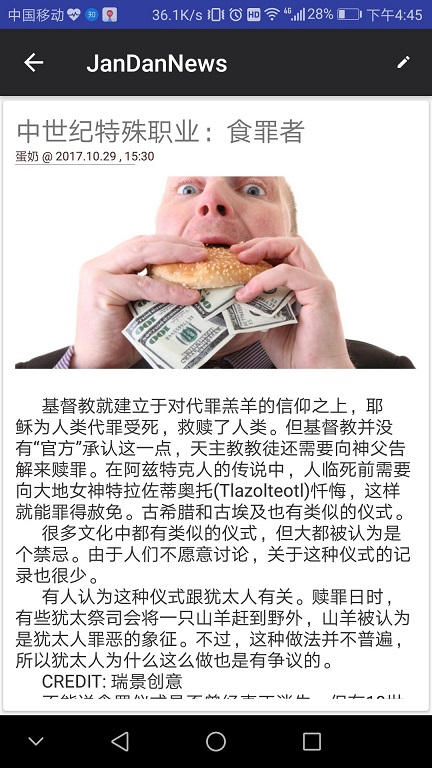 中国移动 36.1K/s HD 4G 28% 下午4:45
JanDanNews
中世纪特殊职业：食罪者
蛋奶 @ 2017.10.29 , 15:30
基督教就建立于对代罪羔羊的信仰之上，耶
稣为人类代罪受死，救赎了人类。但基督教并没
有“官方”承认这一点，天主教教徒还需要向神父告
解来赎罪。在阿兹特克人的传说中，人临死前需要
向大地女神特拉佐蒂奥托(Tlazolteotl)忏悔，这样
就能罪得赦免。古希腊和古埃及也有类似的仪式。
很多文化中都有类似的仪式，但大都被认为是
个禁忌。由于人们不愿意讨论，关于这种仪式的记
录也很少。
有人认为这种仪式跟犹太人有关。赎罪日时，
有些犹太祭司会将一只山羊赶到野外，山羊被认为
是犹太人罪恶的象征。不过，这种做法并不普遍，
所以犹太人为什么这么做也是有争议的。
CREDIT: 瑞景创意